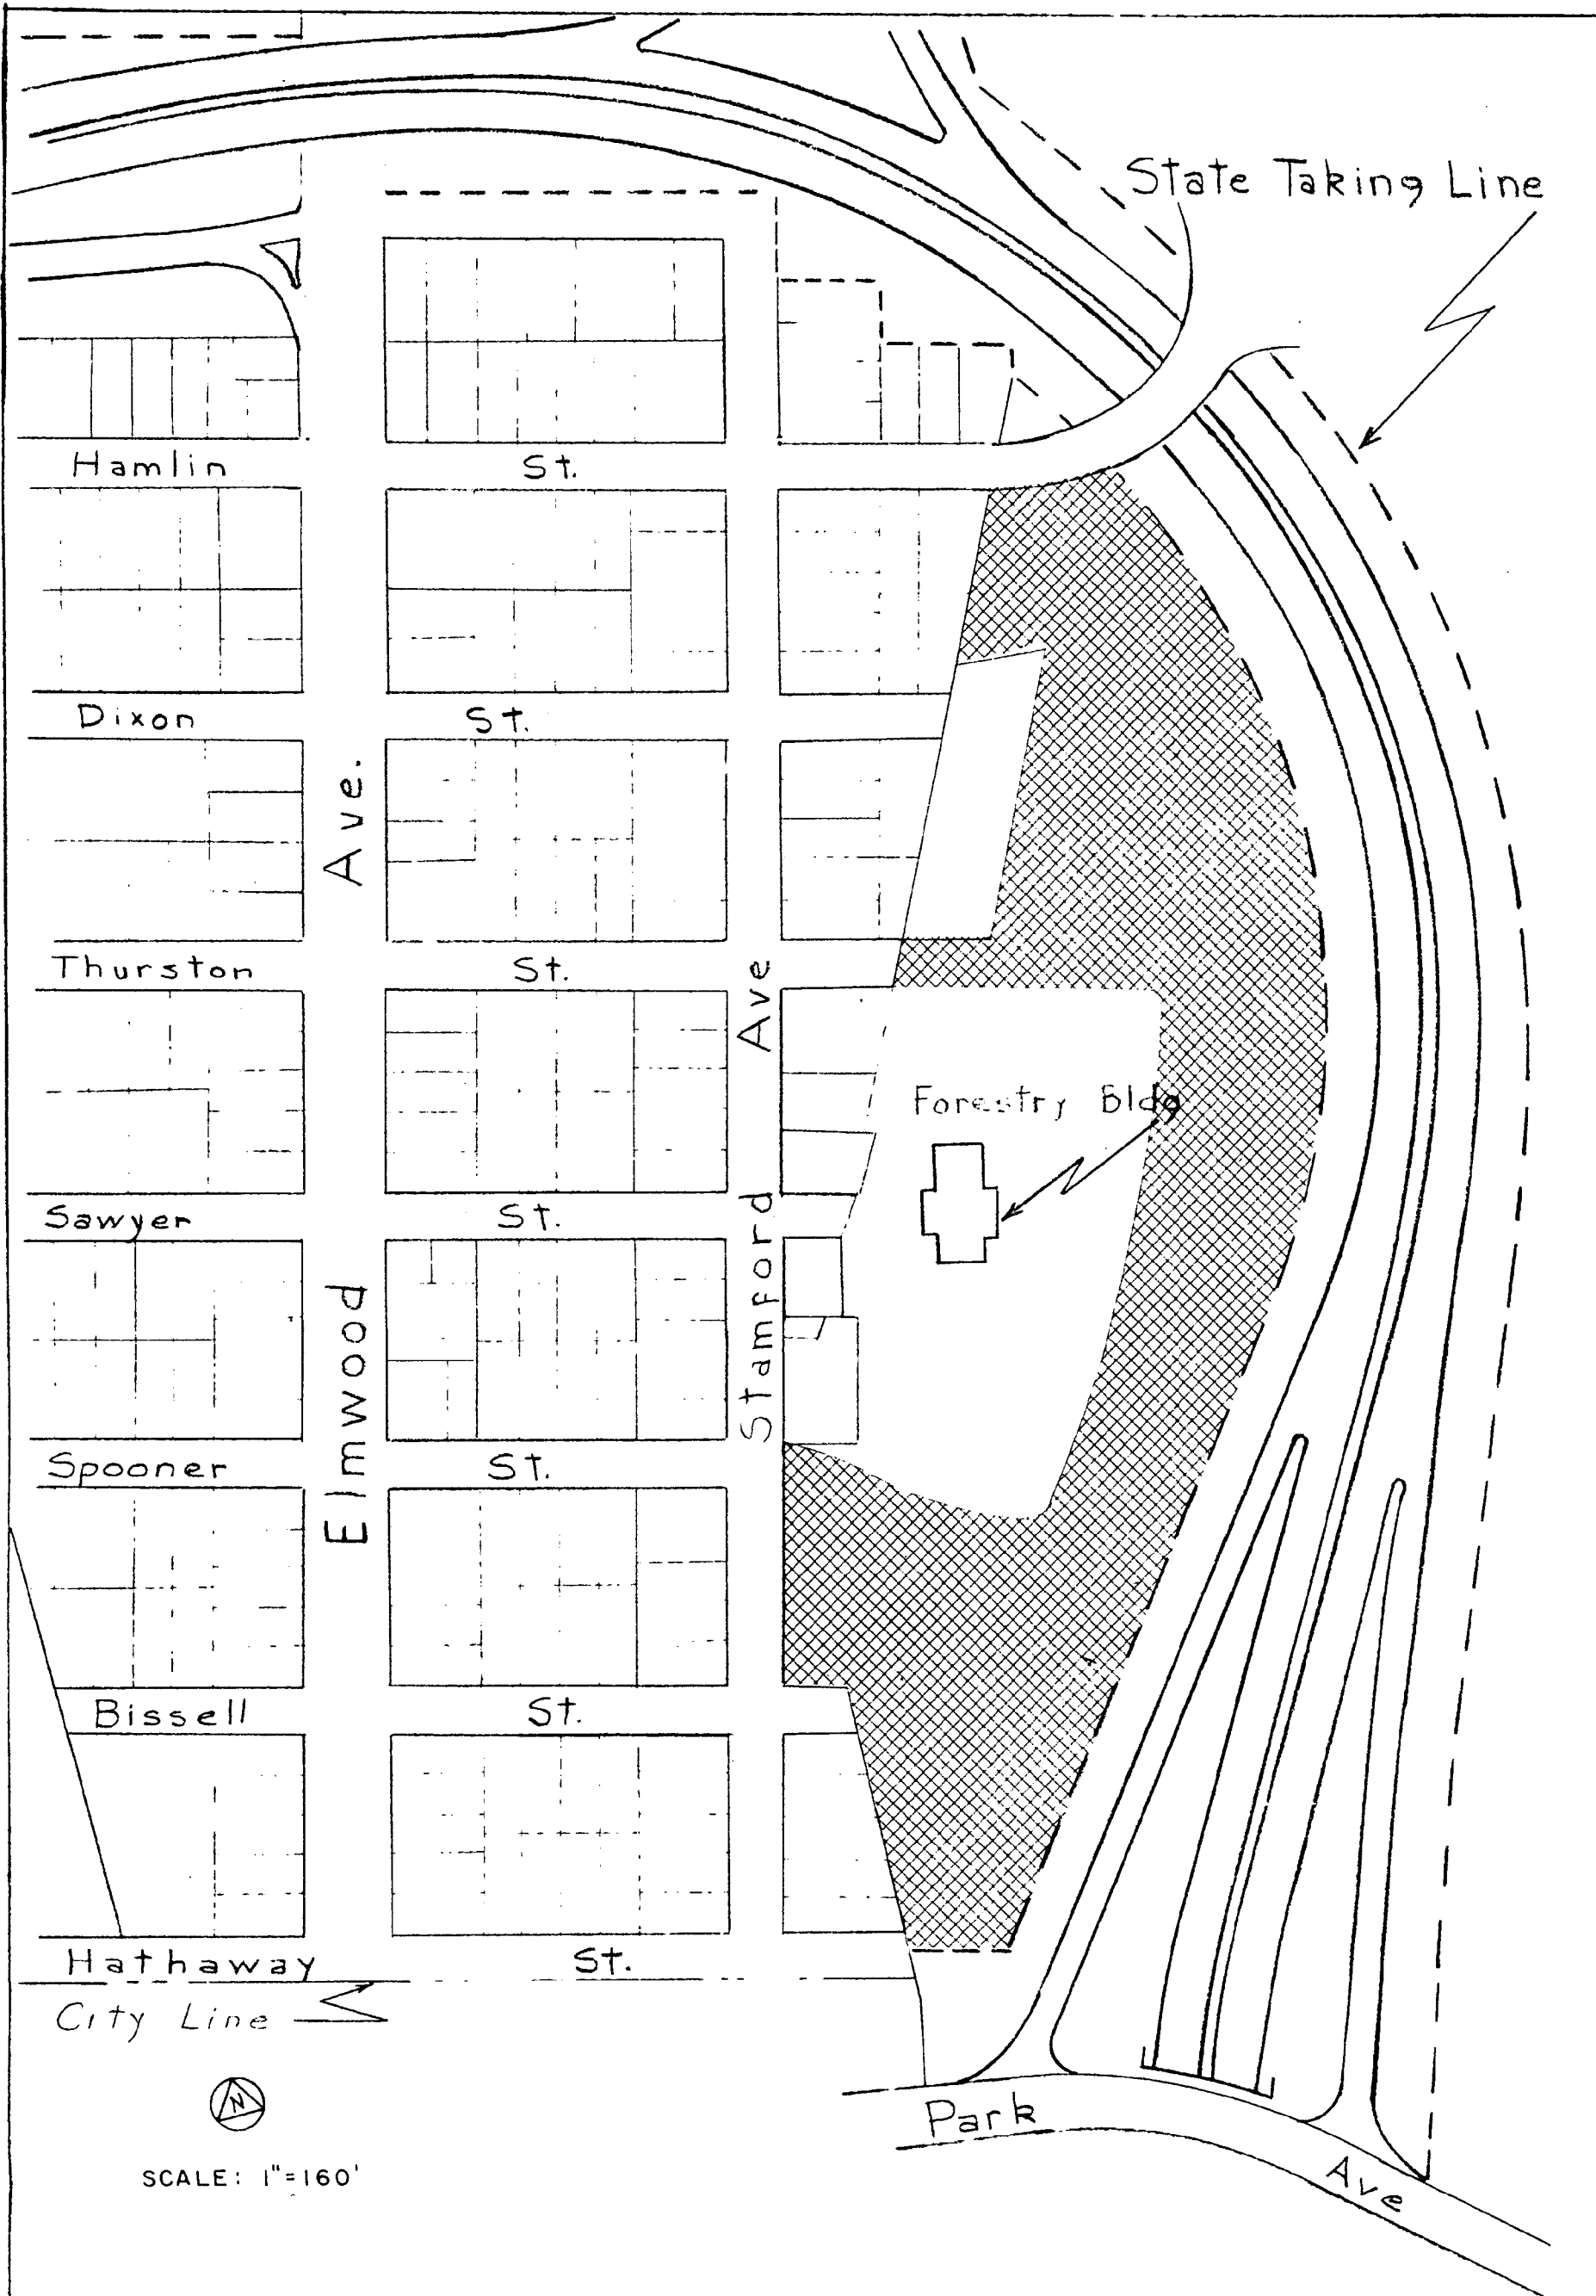 State Taking Line
Hamlin St.
Dixon St.
Elmwood Ave.
Thurston St.
Stamford Ave
Forestry Bldg
Sawyer St.
Spooner St.
Bissell St.
Hathaway St.
City Line
N
Park Ave
SCALE: 1"=160'